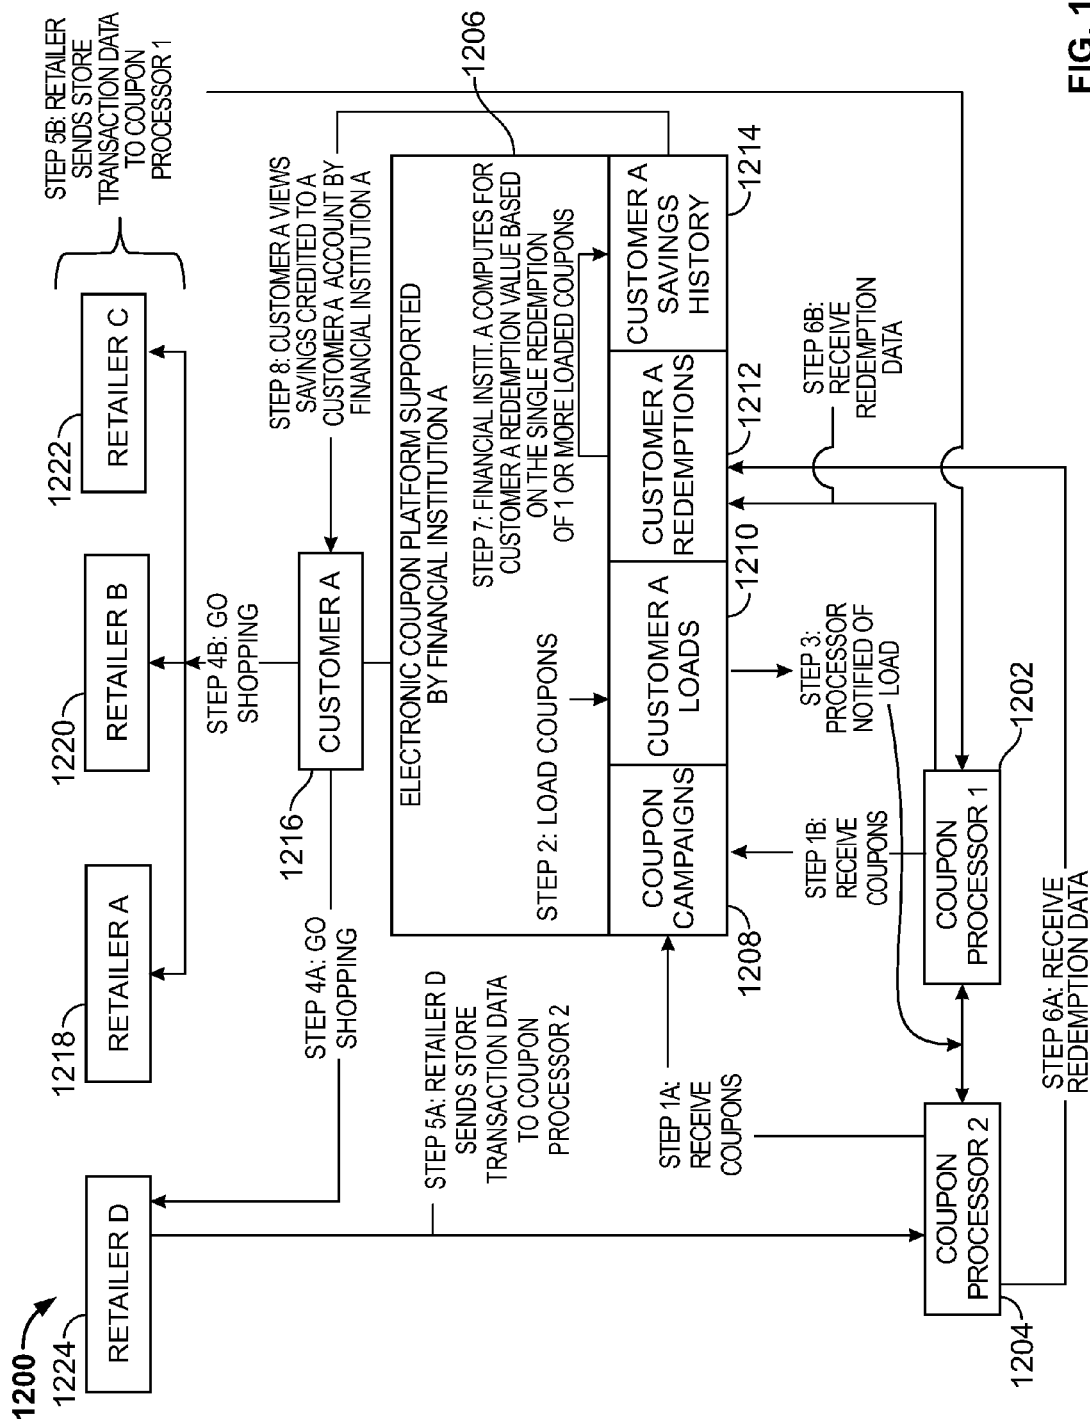 1200
1224
RETAILER D
1218
RETAILER A
1220
RETAILER B
1222
RETAILER C
STEP 5B: RETAILER
SENDS STORE
TRANSACTION DATA
TO COUPON
PROCESSOR 1
STEP 4A: GO
SHOPPING
1216
CUSTOMER A
STEP 4B: GO
SHOPPING
STEP 8: CUSTOMER A VIEWS
SAVINGS CREDITED TO A
CUSTOMER A ACCOUNT BY
FINANCIAL INSTITUTION A
STEP 5A: RETAILER D
SENDS STORE
TRANSACTION DATA
TO COUPON
PROCESSOR 2
ELECTRONIC COUPON PLATFORM SUPPORTED
BY FINANCIAL INSTITUTION A
1206
STEP 2: LOAD COUPONS
STEP 7: FINANCIAL INSTIT. A COMPUTES FOR
CUSTOMER A REDEMPTION VALUE BASED
ON THE SINGLE REDEMPTION
OF 1 OR MORE LOADED COUPONS
COUPON
CAMPAIGNS
CUSTOMER A
LOADS
CUSTOMER A
REDEMPTIONS
CUSTOMER A
SAVINGS
HISTORY
1208
1210
1212
1214
STEP 1A:
RECEIVE
COUPONS
STEP 1B:
RECEIVE
COUPONS
STEP 3:
PROCESSOR
NOTIFIED OF
LOAD
STEP 6B:
RECEIVE
REDEMPTION
DATA
COUPON
PROCESSOR 2
1204
COUPON
PROCESSOR 1
1202
STEP 6A: RECEIVE
REDEMPTION DATA
FIG. 1